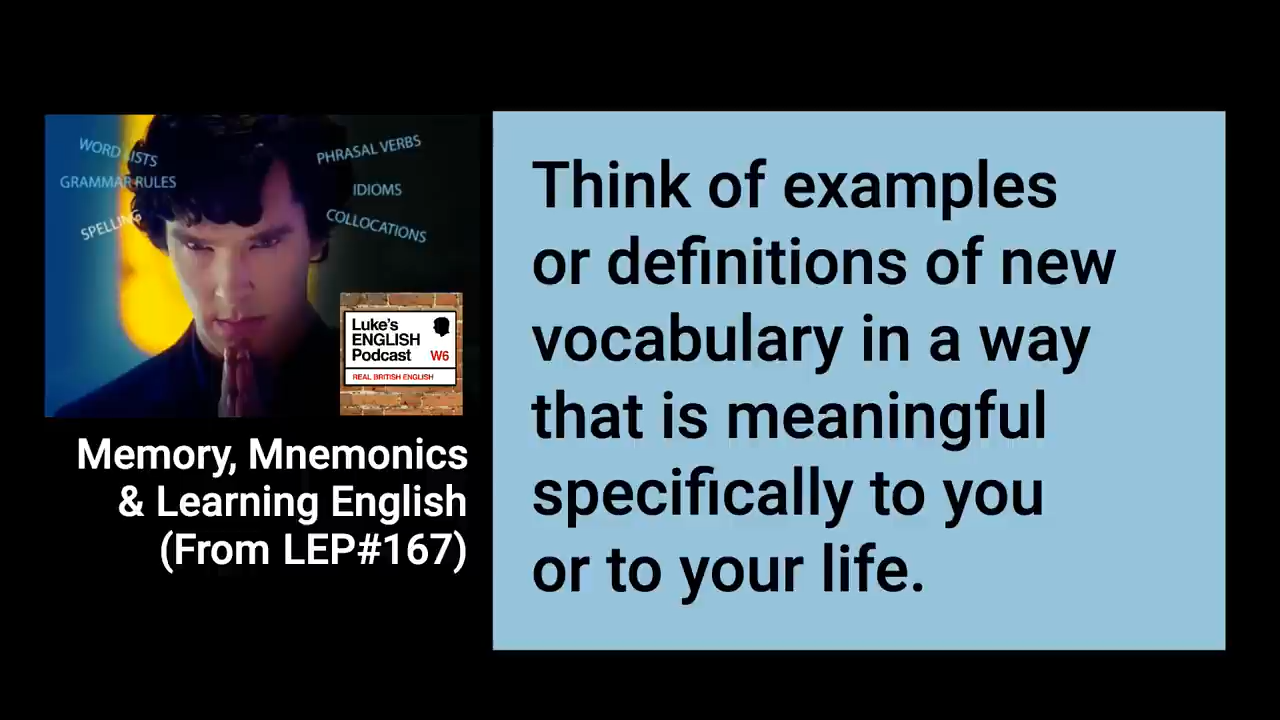 WORD LISTS
GRAMMAR RULES
SPELLING
PHRASAL VERBS
IDIOMS
COLLOCATIONS
Luke's
ENGLISH
Podcast W6
REAL BRITISH ENGLISH
Memory, Mnemonics
& Learning English
(From LEP#167)
Think of examples
or definitions of new
vocabulary in a way
that is meaningful
specifically to you
or to your life.